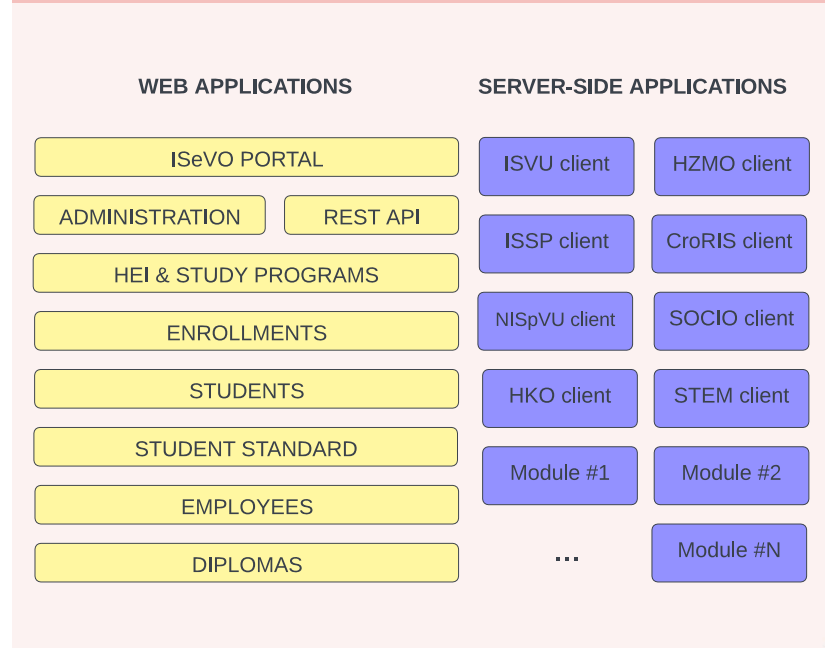 WEB APPLICATIONS
SERVER-SIDE APPLICATIONS
ISeVO PORTAL
ADMINISTRATION
REST API
HEI & STUDY PROGRAMS
ENROLLMENTS
STUDENTS
STUDENT STANDARD
EMPLOYEES
DIPLOMAS
ISVU client
HZMO client
ISSP client
CroRIS client
NISpVU client
SOCIO client
HKO client
STEM client
Module #1
Module #2
...
Module #N